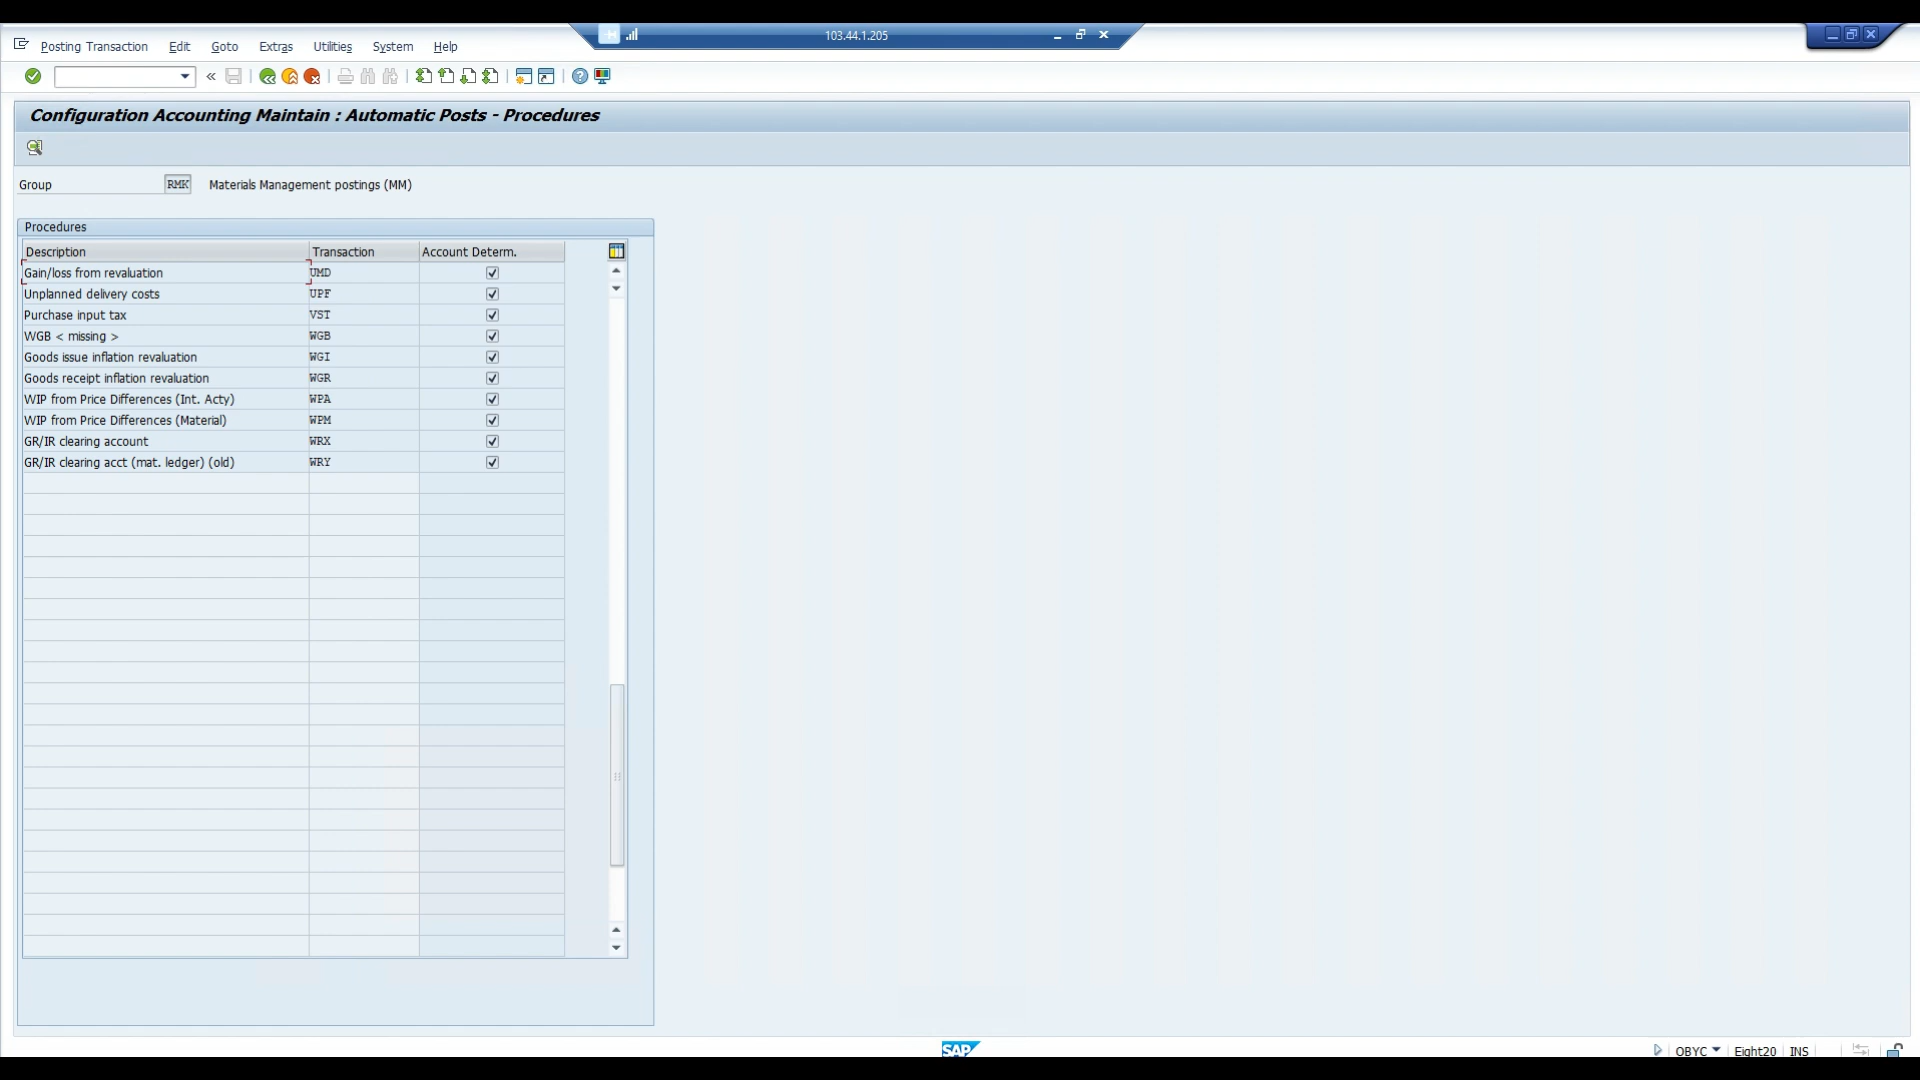 103.44.1.205
Posting Transaction Edit Goto Extras Utilities System Help
Configuration Accounting Maintain : Automatic Posts - Procedures
Group RMK Materials Management postings (MM)
Procedures
Description Transaction Account Determ.
Gain/loss from revaluation UMD
Unplanned delivery costs UPF
Purchase input tax VST
WGB < missing > WGB
Goods issue inflation revaluation WGI
Goods receipt inflation revaluation WGR
WIP from Price Differences (Int. Acty) WPA
WIP from Price Differences (Material) WPM
GR/IR clearing account WRX
GR/IR clearing acct (mat. ledger) (old) WRY
SAP
OBYC Eight20 INS